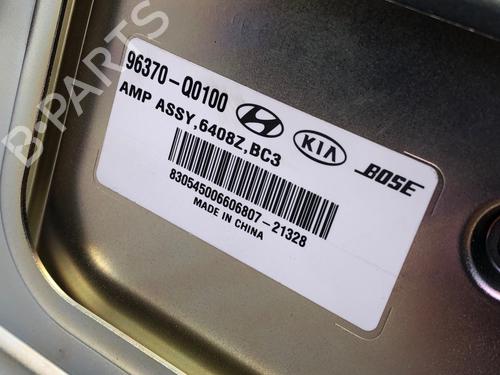 96370-Q0100
KIA
BOSE
AMP ASSY,6408Z,BC3
830545006606807-21328
MADE IN CHINA
B-PARTS